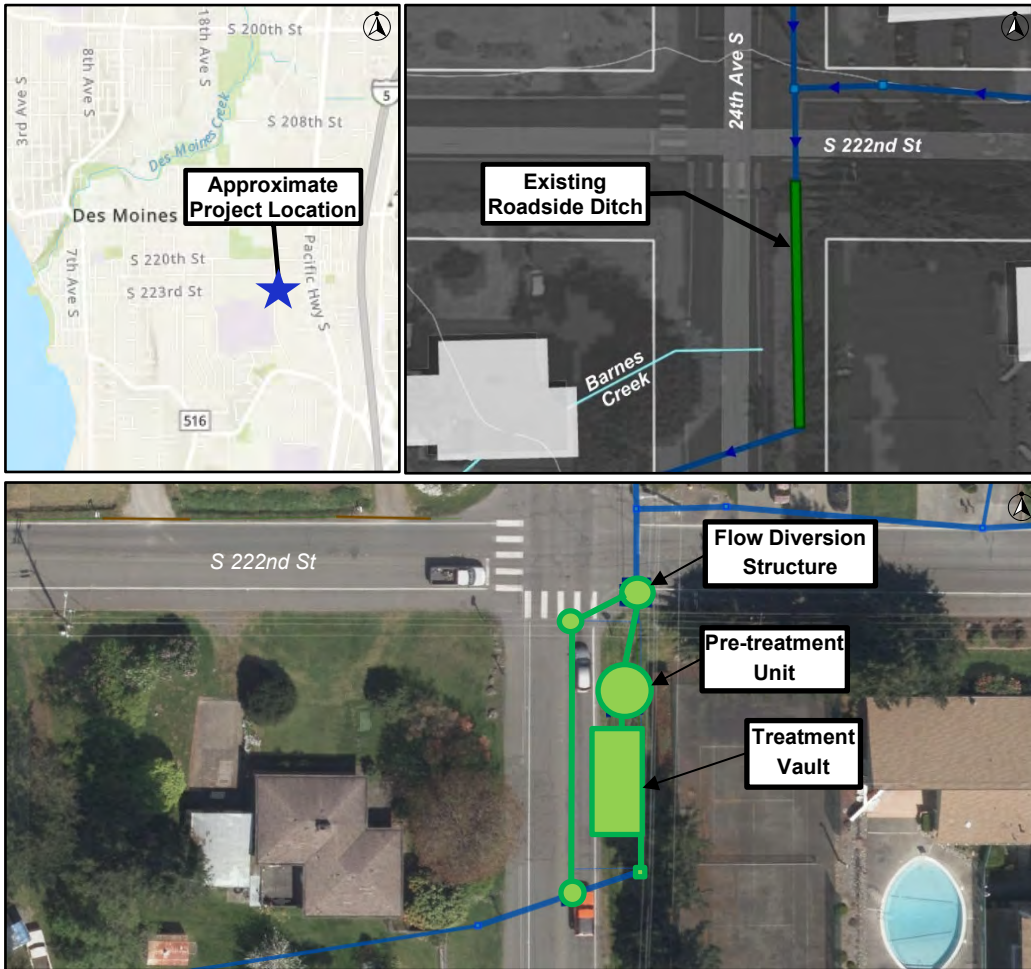 S 200th St
18th Ave S
8th Ave S
3rd Ave S
5
Des Moines Creek
S 208th St
Approximate
Project Location
Des Moines
7th Ave S
S 220th St
S 223rd St
Pacific Hwy S
516
24th Ave S
S 222nd St
Existing
Roadside Ditch
Barnes
Creek
S 222nd St
Flow Diversion
Structure
Pre-treatment
Unit
Treatment
Vault